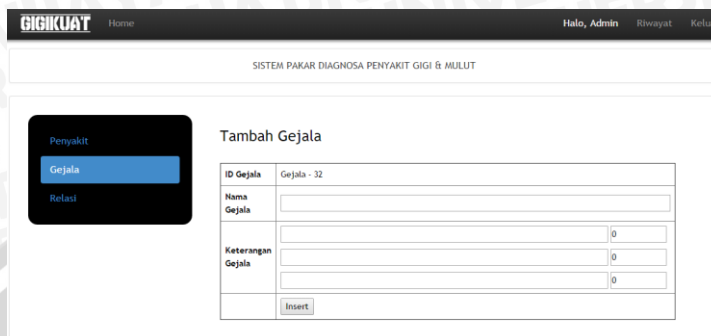 GIGIKUAT Home Halo, Admin Riwayat Kelu
SISTEM PAKAR DIAGNOSA PENYAKIT GIGI & MULUT
Penyakit
Gejala
Relasi
Tambah Gejala
ID Gejala Gejala - 32
Nama
Gejala
Keterangan
Gejala
0
0
0
Insert